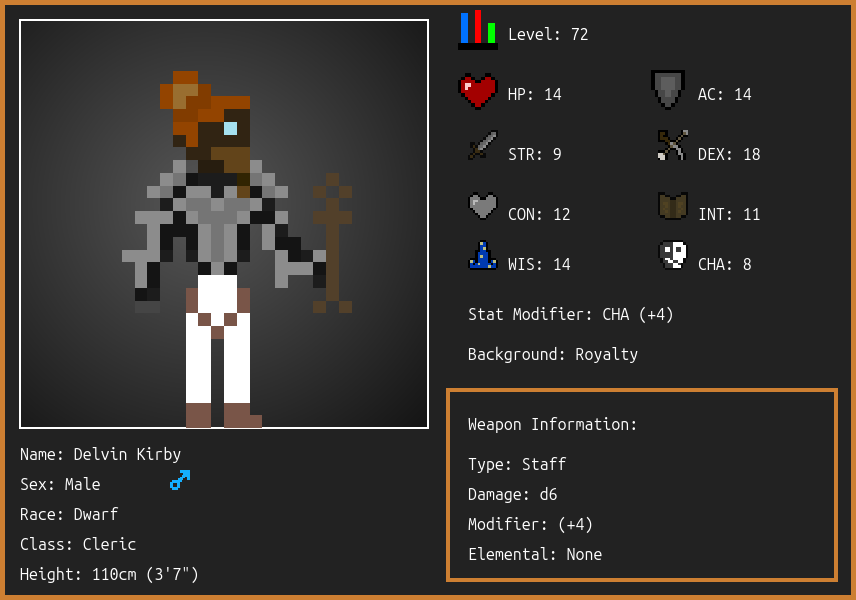 Level: 72
HP: 14
AC: 14
STR: 9
DEX: 18
CON: 12
INT: 11
WIS: 14
CHA: 8
Stat Modifier: CHA (+4)
Background: Royalty
Weapon Information:
Type: Staff
Damage: d6
Modifier: (+4)
Elemental: None
Name: Delvin Kirby
Sex: Male
Race: Dwarf
Class: Cleric
Height: 110cm (3'7")